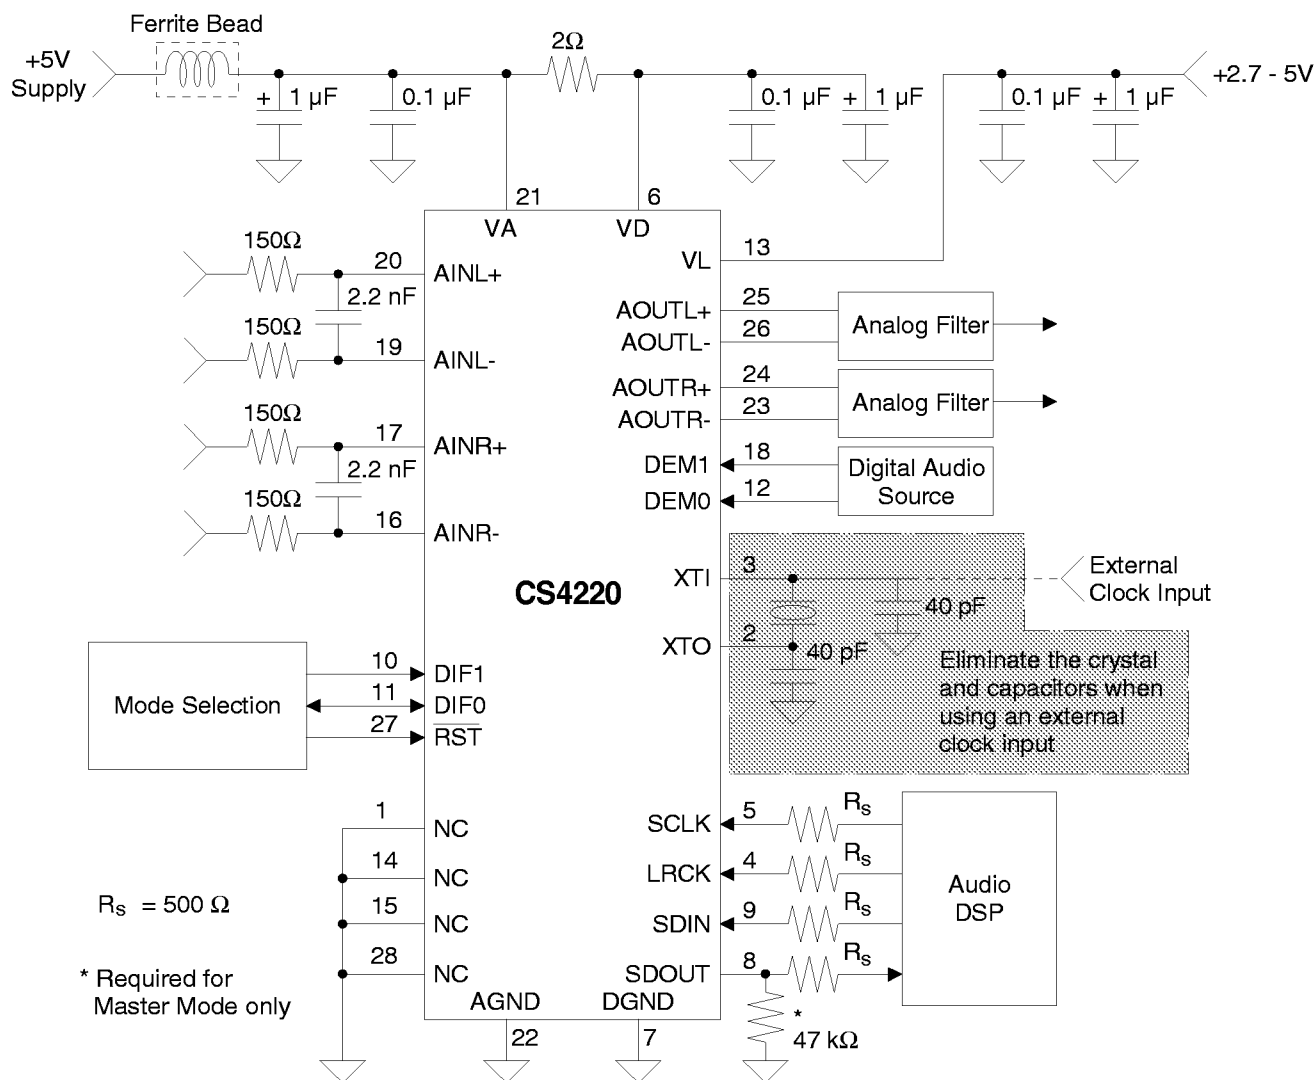 Ferrite Bead
+5V
Supply
+ 1 µF
0.1 µF
2Ω
0.1 µF
+ 1 µF
0.1 µF
+ 1 µF
+2.7 - 5V
21
6
VA
VD
VL
13
150Ω
20
AINL+
2.2 nF
150Ω
19
AINL-
150Ω
17
AINR+
2.2 nF
150Ω
16
AINR-
AOUTL+
25
AOUTL-
26
Analog Filter
AOUTR+
24
AOUTR-
23
Analog Filter
DEM1
18
DEM0
12
Digital Audio
Source
CS4220
XTI
3
External
Clock Input
40 pF
XTO
2
40 pF
Eliminate the crystal
and capacitors when
using an external
clock input
Mode Selection
10
DIF1
11
DIF0
27
RST
1
NC
14
NC
15
NC
28
NC
SCLK
5
Rs
LRCK
4
Rs
SDIN
9
Rs
SDOUT
8
Rs
Audio
DSP
Rs = 500 Ω
* Required for
Master Mode only
AGND
DGND
22
7
*
47 kΩ